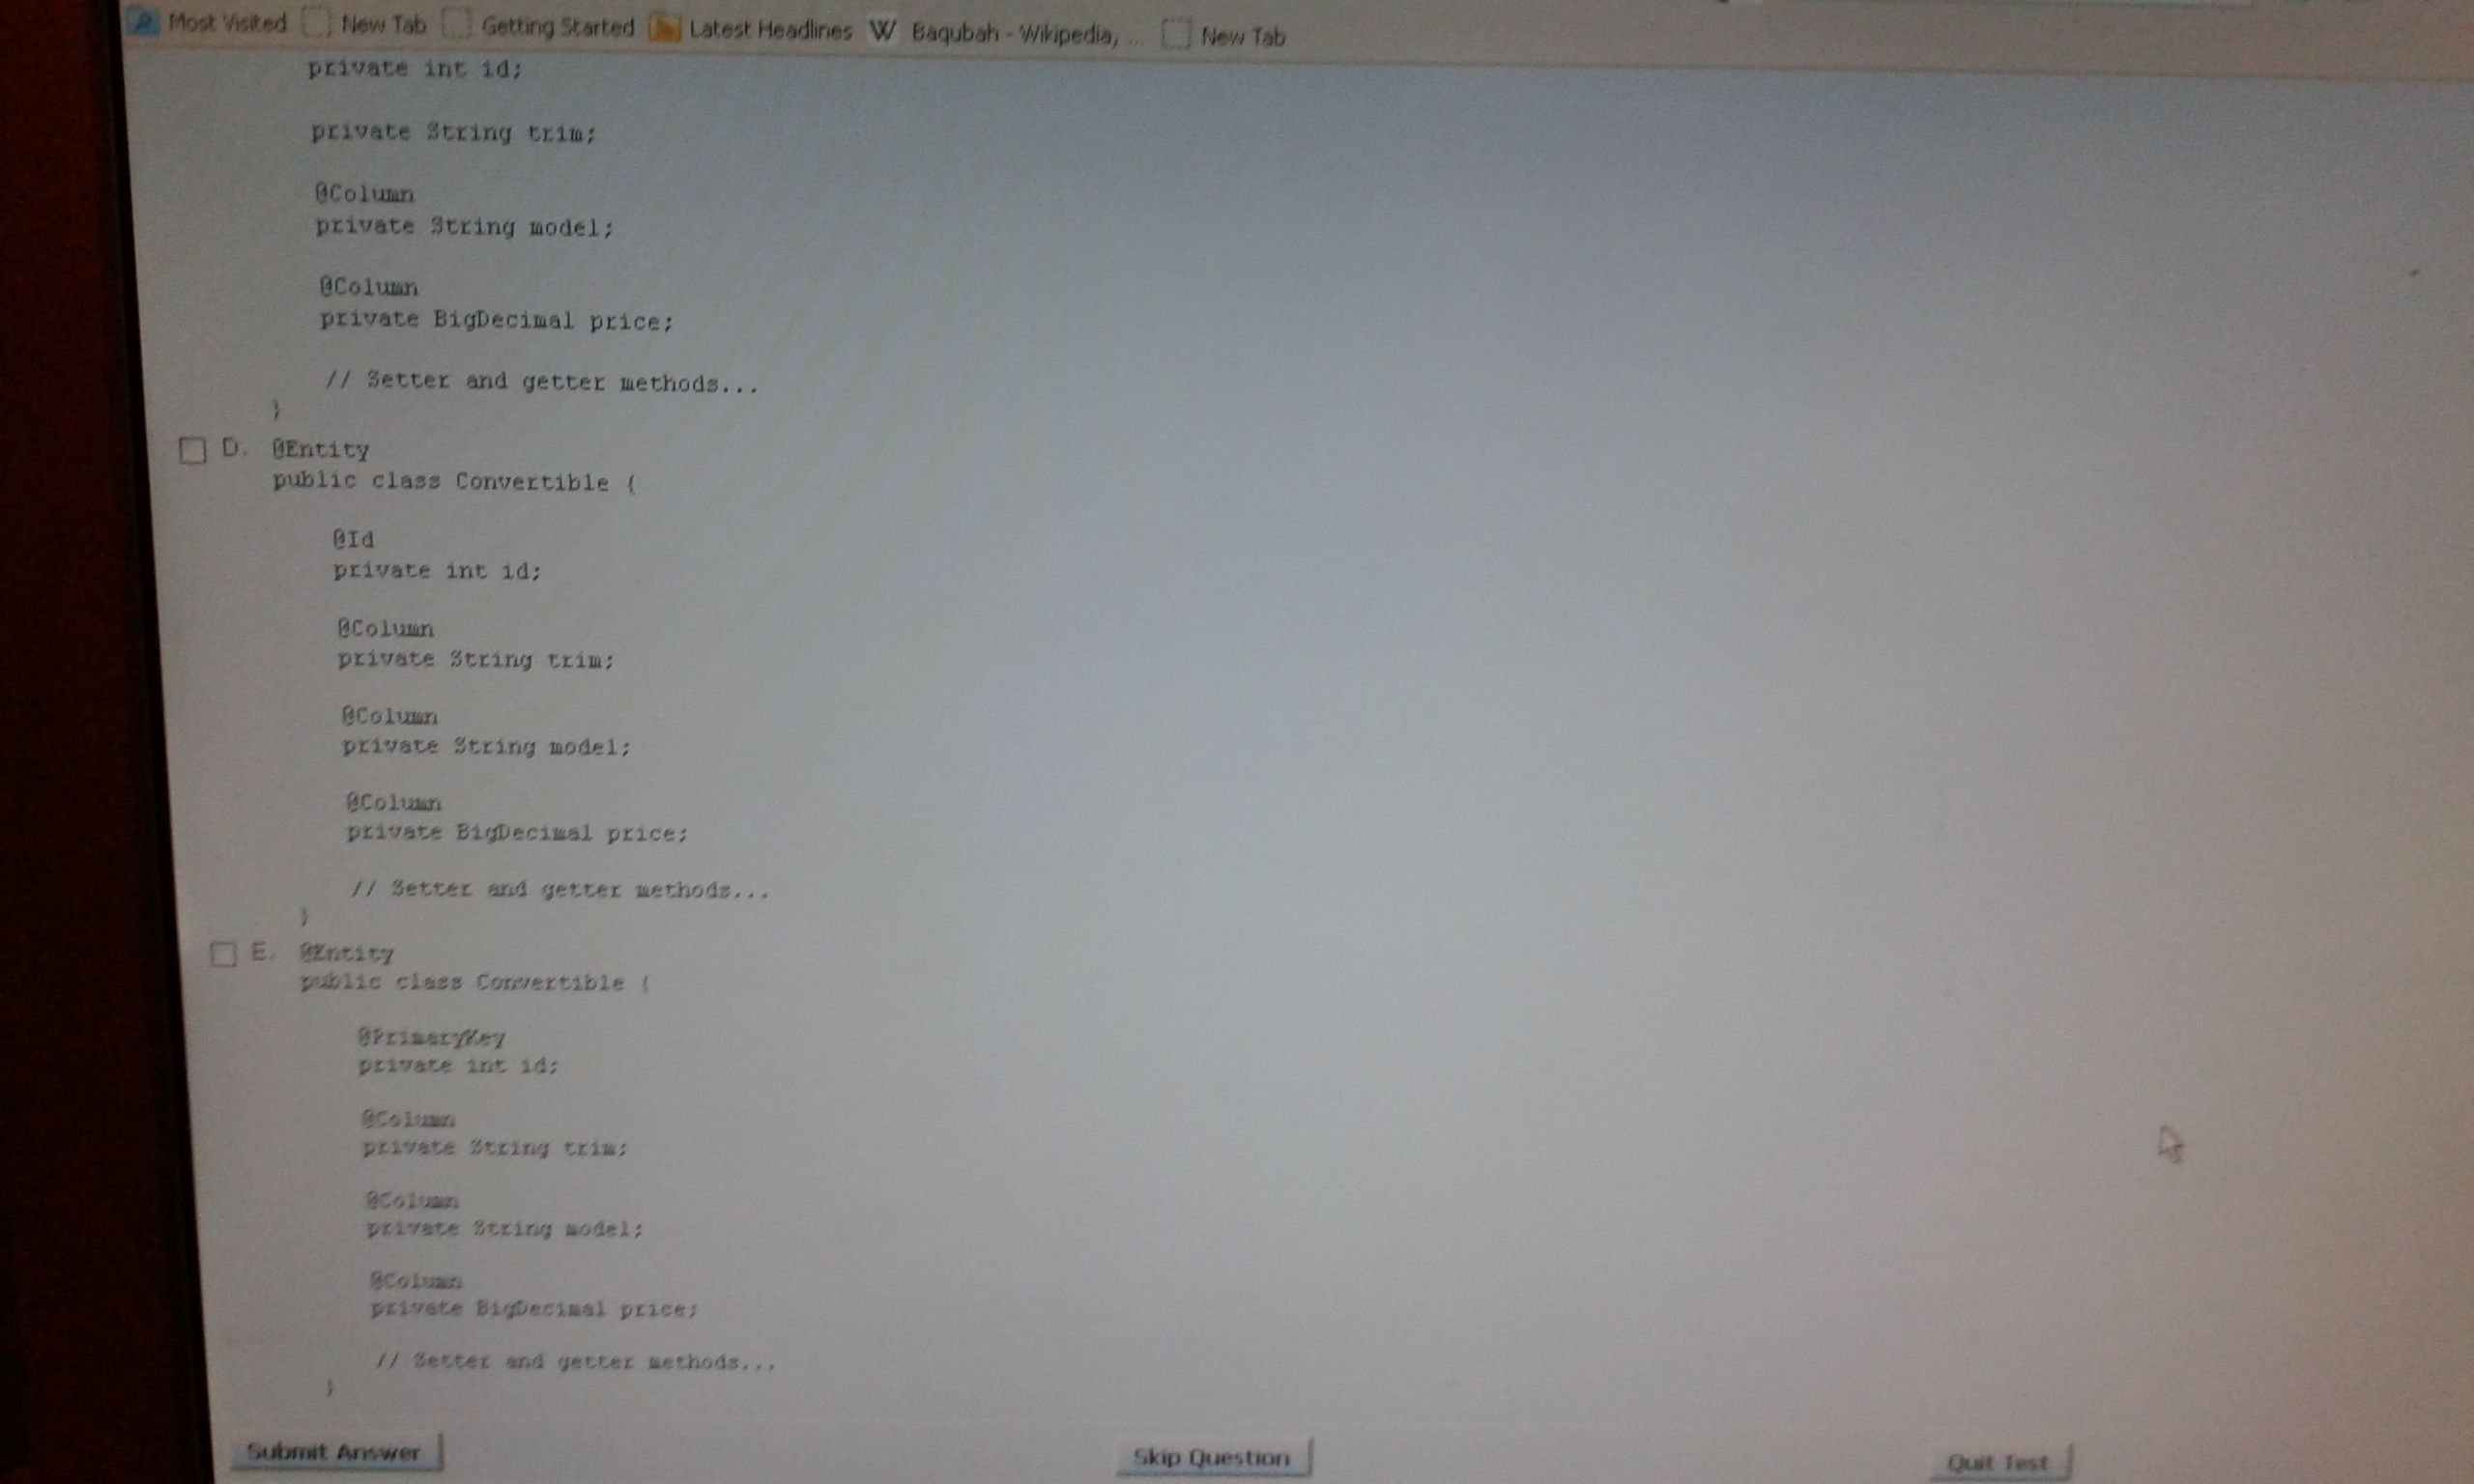 Most Visited New Tab Getting Started Latest Headlines W Baqubah - Wikipedia, ... New Tab
private int id;
private String trim;
@Column
private String model;
@Column
private BigDecimal price;
// Setter and getter methods...
}
D. @Entity
public class Convertible {
@Id
private int id;
@Column
private String trim;
@Column
private String model;
@Column
private BigDecimal price;
// Setter and getter methods...
}
E. @Entity
public class Convertible {
@PrimaryKey
private int id;
@Column
private String trim;
@Column
private String model;
@Column
private BigDecimal price;
// Setter and getter methods...
}
Submit Answer Skip Question Quit Test